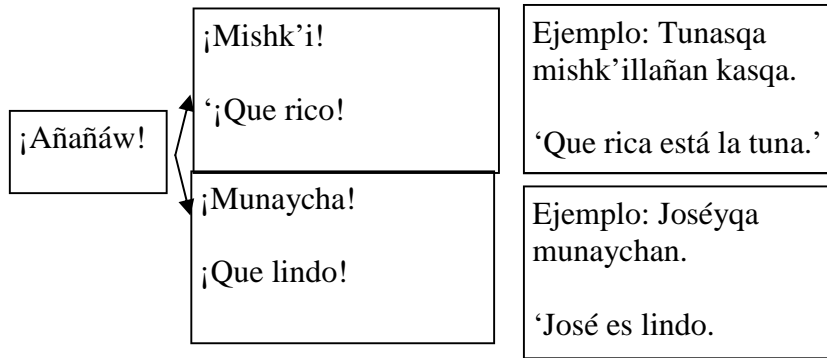 ¡Añañáw!
¡Mishk’i!
‘¡Que rico!
Ejemplo: Tunasqa
mishk’illañan kasqa.
‘Que rica está la tuna.’
¡Munaycha!
¡Que lindo!
Ejemplo: Joséyqa
munaychan.
‘José es lindo.